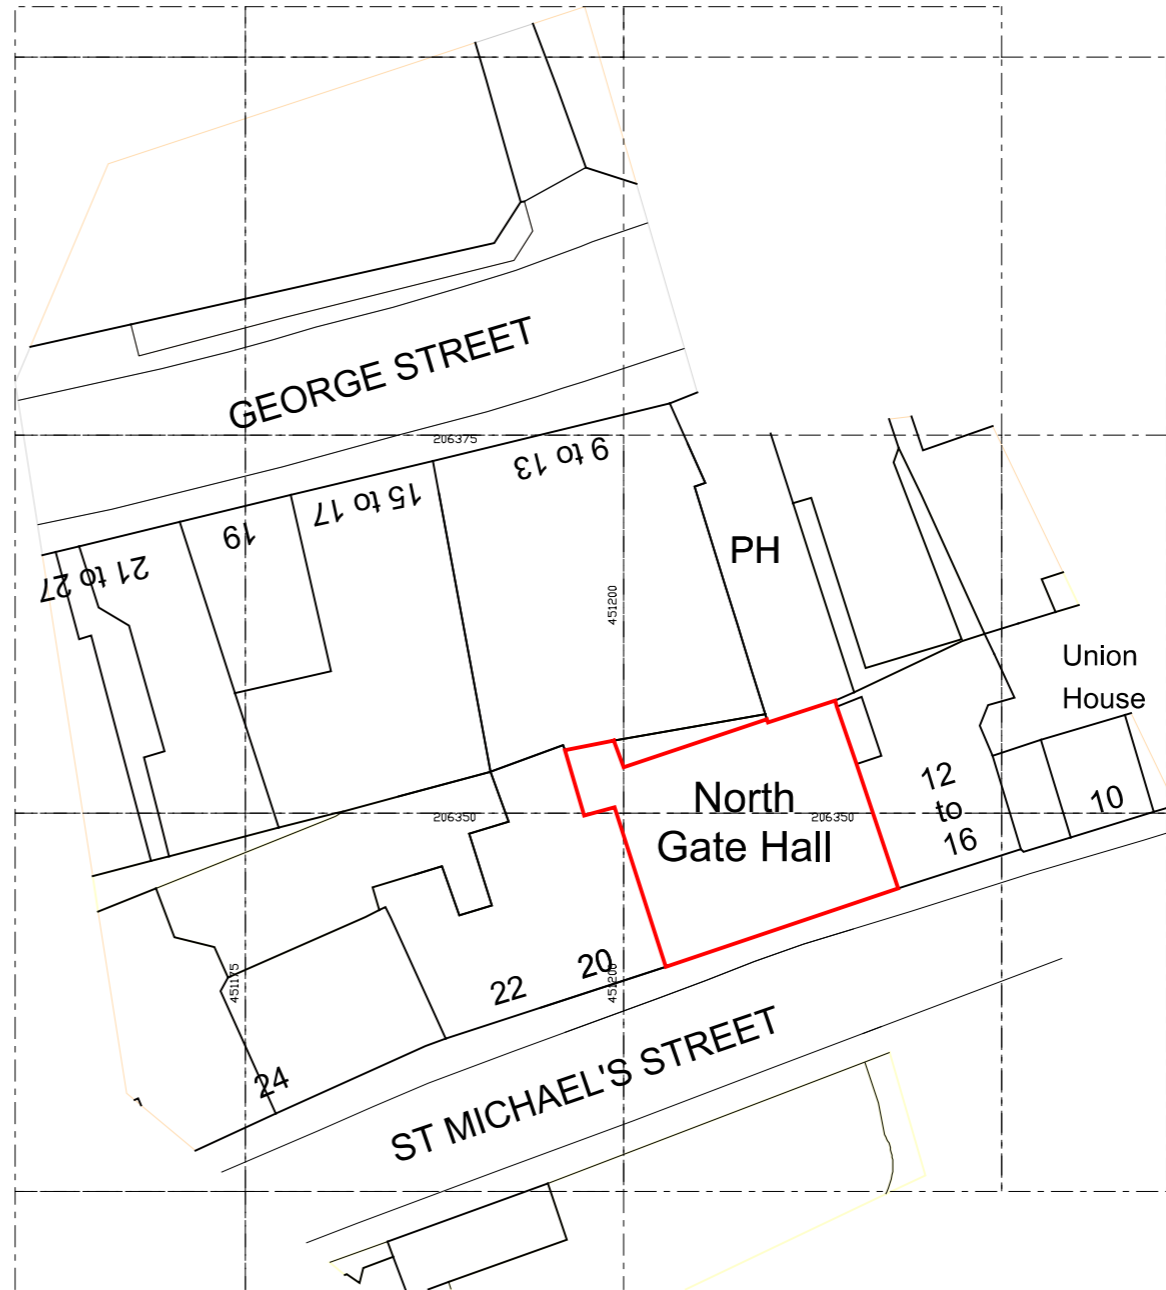 GEORGE STREET
206375
9 to 13
15 to 17
19
21 to 27
PH
451200
Union
House
North
Gate Hall
206350
206350
12
to
16
10
20
22
451175
451200
24
ST MICHAEL'S STREET